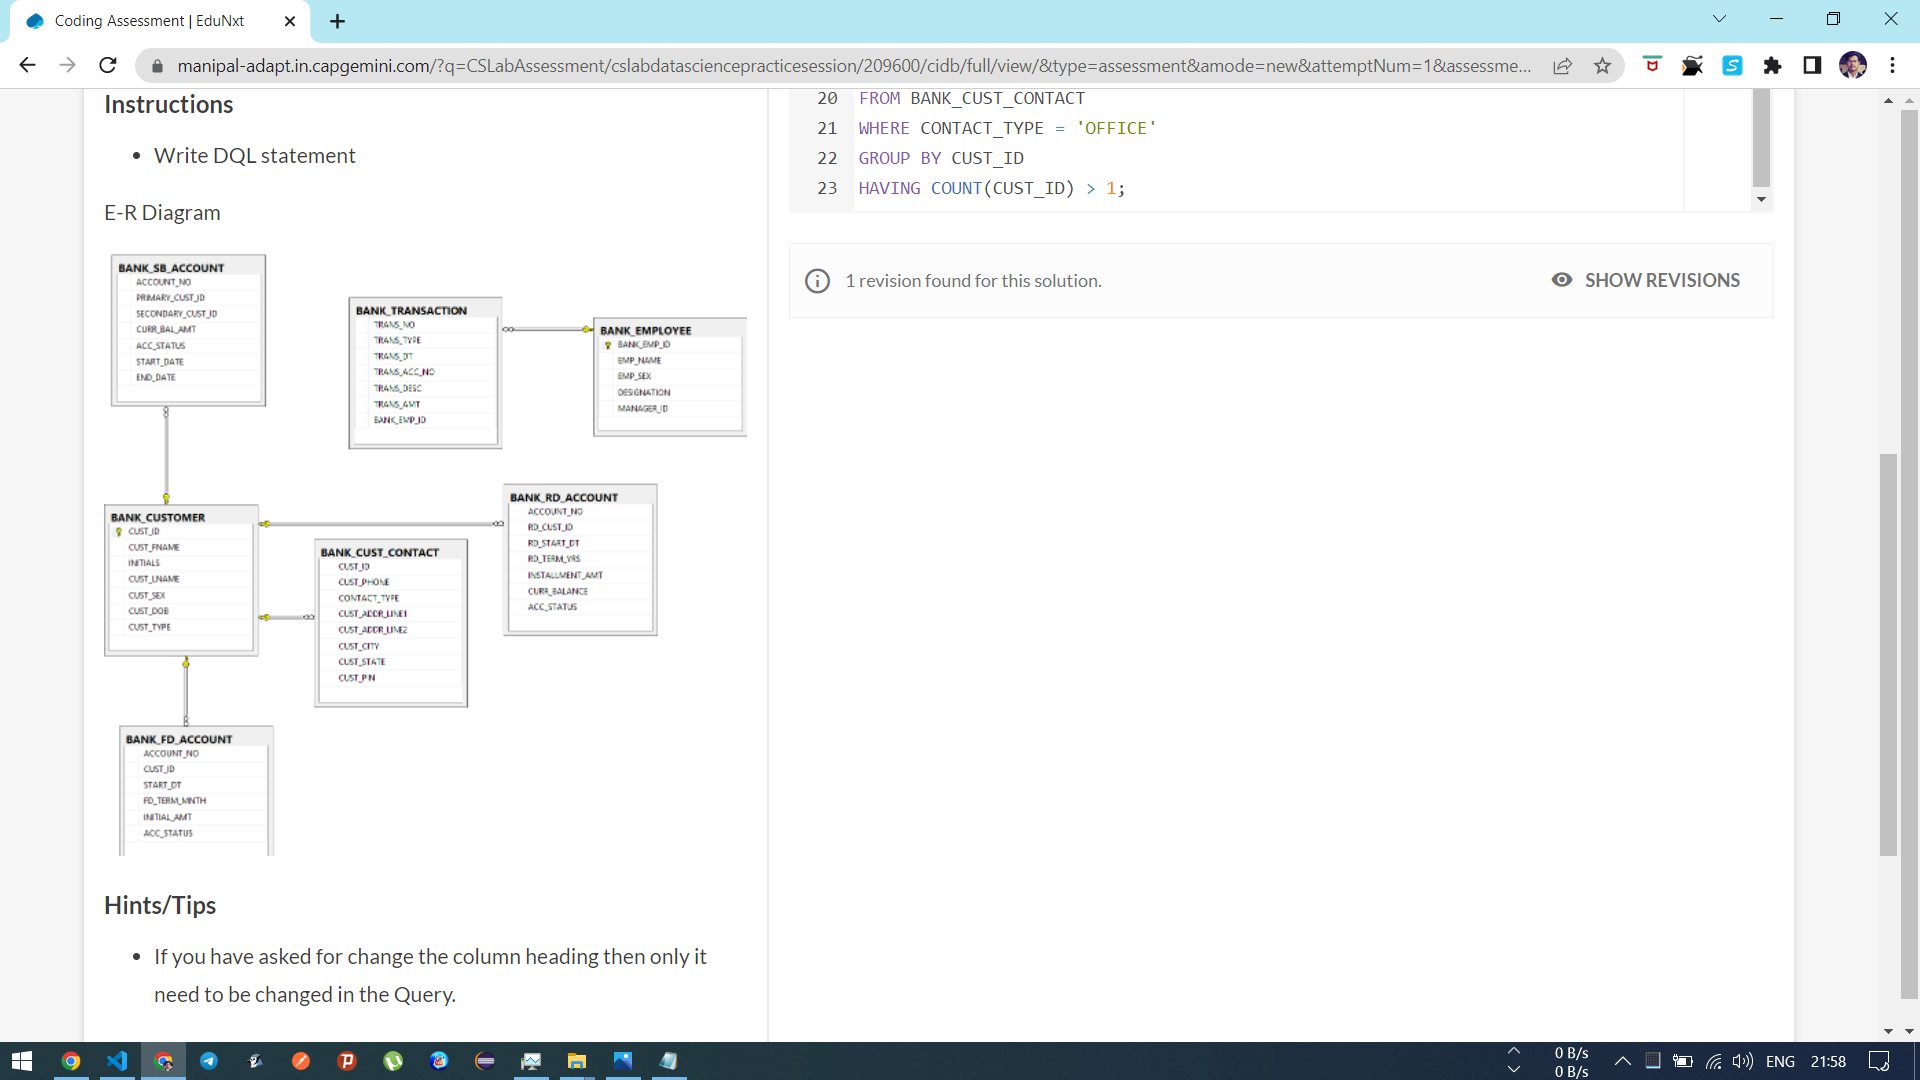 Coding Assessment | EduNxt
manipal-adapt.in.capgemini.com/?q=CSLabAssessment/cslabdatasciencepracticesession/209600/cidb/full/view/&type=assessment&amode=new&attemptNum=1&assessme...
Instructions
• Write DQL statement
E-R Diagram
BANK_SB_ACCOUNT
ACCOUNT_NO
PRIMARY_CUST_ID
SECONDARY_CUST_ID
CURR_BAL_AMT
ACC_STATUS
START_DATE
END_DATE
BANK_TRANSACTION
TRANS_NO
TRANS_TYPE
TRANS_DT
TRANS_ACC_NO
TRANS_DESC
TRANS_AMT
BANK_EMP_ID
BANK_EMPLOYEE
BANK_EMP_ID
EMP_NAME
EMP_SEX
DESIGNATION
MANAGER_ID
BANK_CUSTOMER
CUST_ID
CUST_FNAME
INITIALS
CUST_LNAME
CUST_SEX
CUST_DOB
CUST_TYPE
BANK_CUST_CONTACT
CUST_ID
CUST_PHONE
CONTACT_TYPE
CUST_ADDR_LINE1
CUST_ADDR_LINE2
CUST_CITY
CUST_STATE
CUST_PIN
BANK_RD_ACCOUNT
ACCOUNT_NO
RD_CUST_ID
RD_START_DT
RD_TERM_YRS
INSTALLMENT_AMT
CURR_BALANCE
ACC_STATUS
BANK_FD_ACCOUNT
ACCOUNT_NO
CUST_ID
START_DT
FD_TERM_MNTH
INITIAL_AMT
ACC_STATUS
Hints/Tips
• If you have asked for change the column heading then only it
need to be changed in the Query.
20 FROM BANK_CUST_CONTACT
21 WHERE CONTACT_TYPE = 'OFFICE'
22 GROUP BY CUST_ID
23 HAVING COUNT(CUST_ID) > 1;
1 revision found for this solution.
SHOW REVISIONS
0 B/s
0 B/s
ENG
21:58